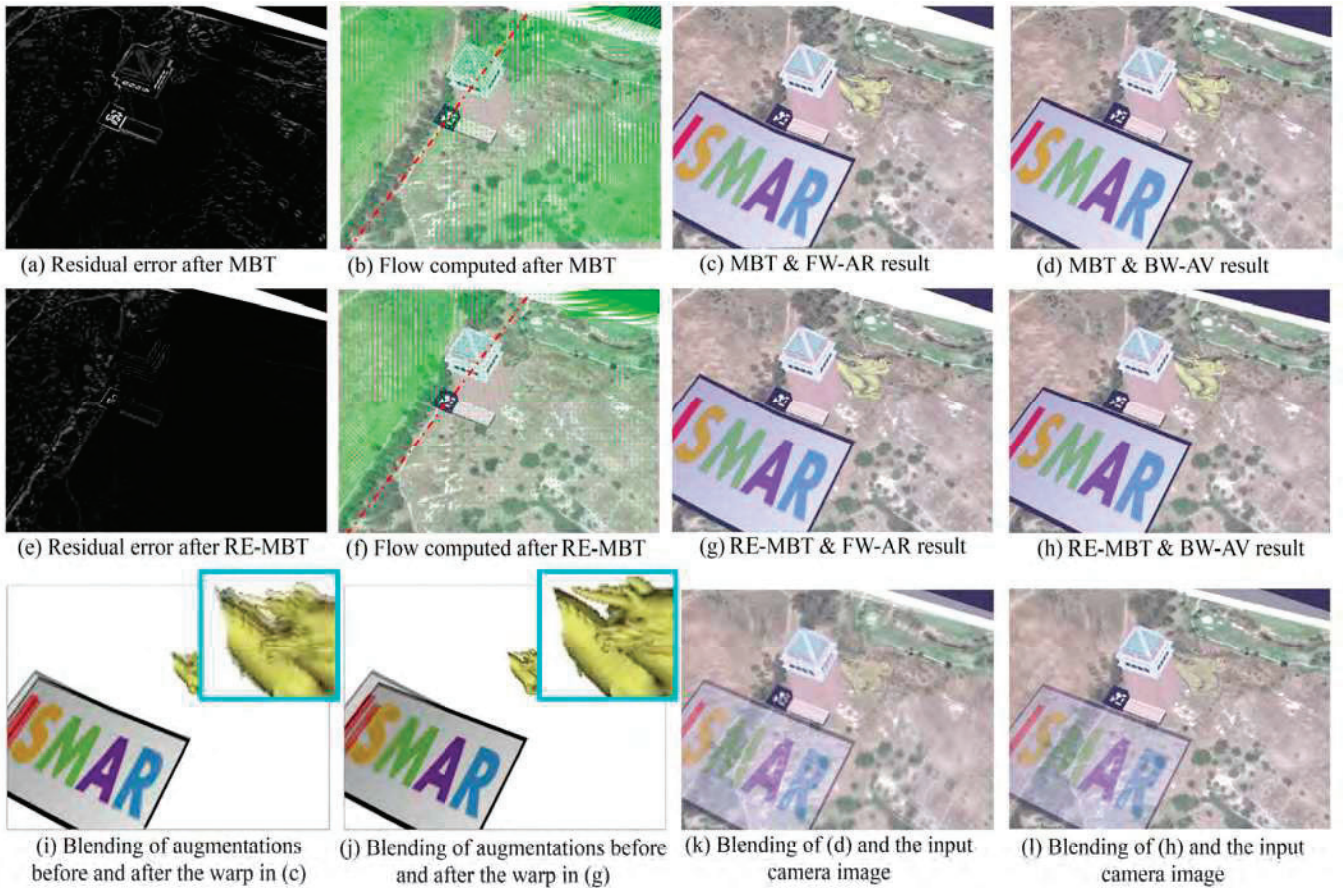 ISMAR
ISMAR
(a) Residual error after MBT
(b) Flow computed after MBT
(c) MBT & FW-AR result
(d) MBT & BW-AV result
ISMAR
ISMAR
(e) Residual error after RE-MBT
(f) Flow computed after RE-MBT
(g) RE-MBT & FW-AR result
(h) RE-MBT & BW-AV result
ISMAR
ISMAR
ISMAR
ISMAR
(i) Blending of augmentations
before and after the warp in (c)
(j) Blending of augmentations before
and after the warp in (g)
(k) Blending of (d) and the input
camera image
(l) Blending of (h) and the input
camera image